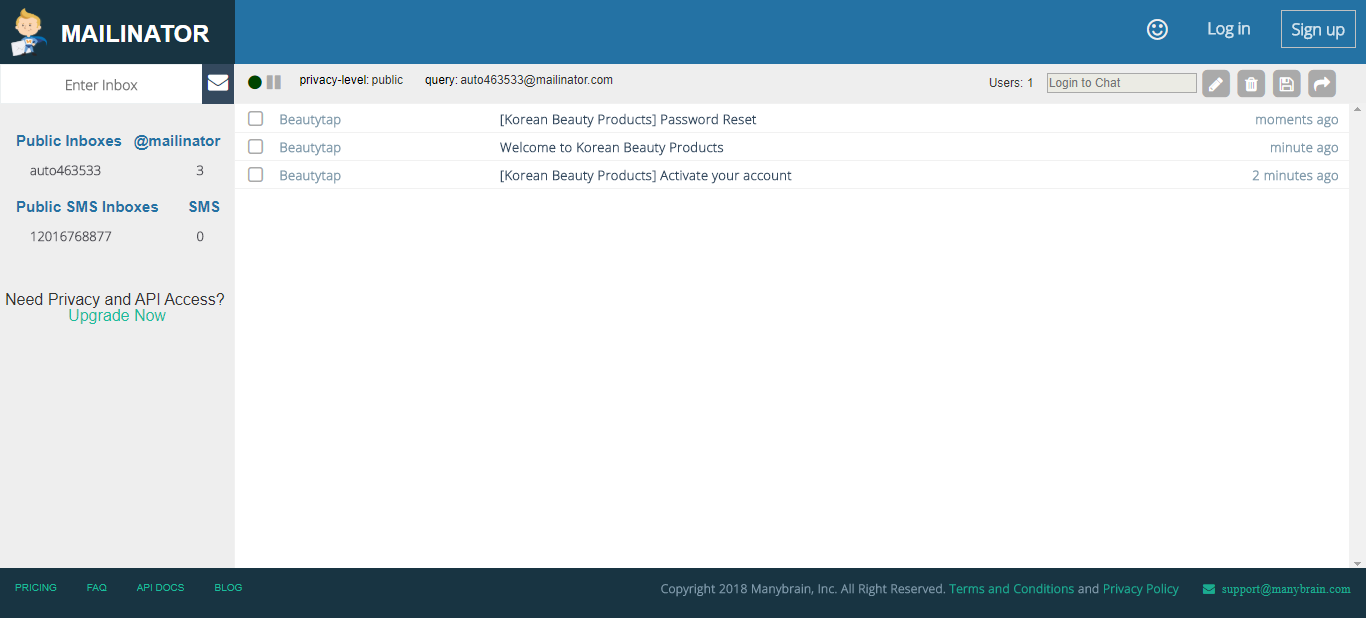 MAILINATOR
Log in
Sign up
Enter Inbox
privacy-level: public query: auto463533@mailinator.com
Users: 1
Login to Chat
Public Inboxes @mailinator
auto463533 3
Public SMS Inboxes SMS
12016768877 0
Need Privacy and API Access?
Upgrade Now
Beautytap [Korean Beauty Products] Password Reset moments ago
Beautytap Welcome to Korean Beauty Products minute ago
Beautytap [Korean Beauty Products] Activate your account 2 minutes ago
PRICING FAQ API DOCS BLOG
Copyright 2018 Manybrain, Inc. All Right Reserved. Terms and Conditions and Privacy Policy
support@manybrain.com